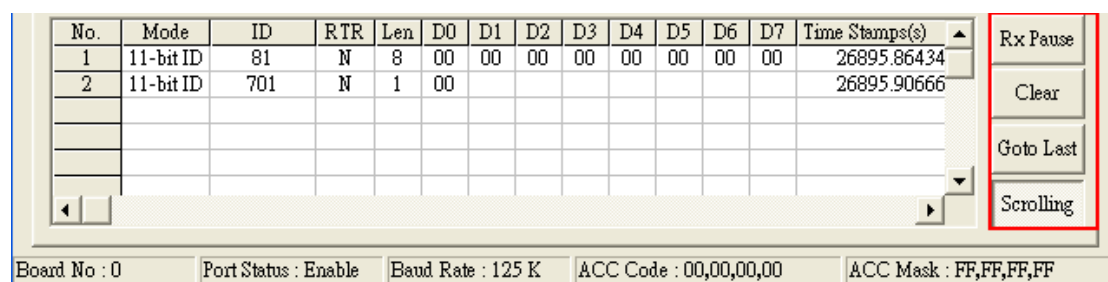 No. Mode ID RTR Len D0 D1 D2 D3 D4 D5 D6 D7 Time Stamps(s)
1 11-bit ID 81 N 8 00 00 00 00 00 00 00 00 26895.86434
2 11-bit ID 701 N 1 00 26895.90666
Rx Pause
Clear
Goto Last
Scrolling
Board No : 0 Port Status : Enable Baud Rate : 125 K ACC Code : 00,00,00,00 ACC Mask : FF,FF,FF,FF